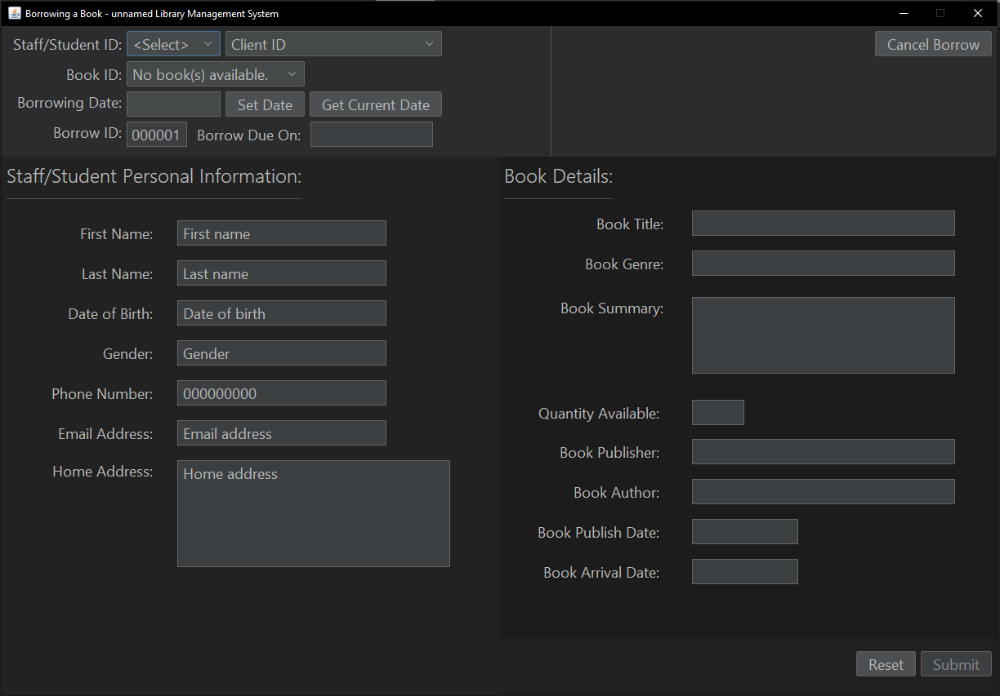 Borrowing a Book - unnamed Library Management System
Staff/Student ID: <Select> Client ID Cancel Borrow
Book ID: No book(s) available.
Borrowing Date: Set Date Get Current Date
Borrow ID: 000001 Borrow Due On:
Staff/Student Personal Information:
First Name: First name
Last Name: Last name
Date of Birth: Date of birth
Gender: Gender
Phone Number: 000000000
Email Address: Email address
Home Address: Home address
Book Details:
Book Title:
Book Genre:
Book Summary:
Quantity Available:
Book Publisher:
Book Author:
Book Publish Date:
Book Arrival Date:
Reset Submit